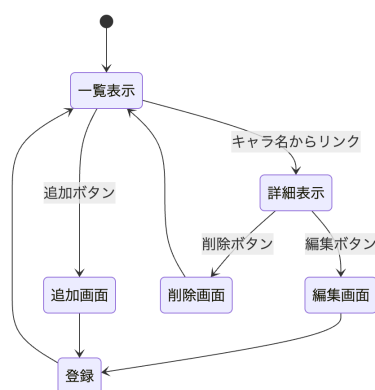 一覧表示
キャラ名からリンク
追加ボタン
詳細表示
削除ボタン
編集ボタン
追加画面
削除画面
編集画面
登録